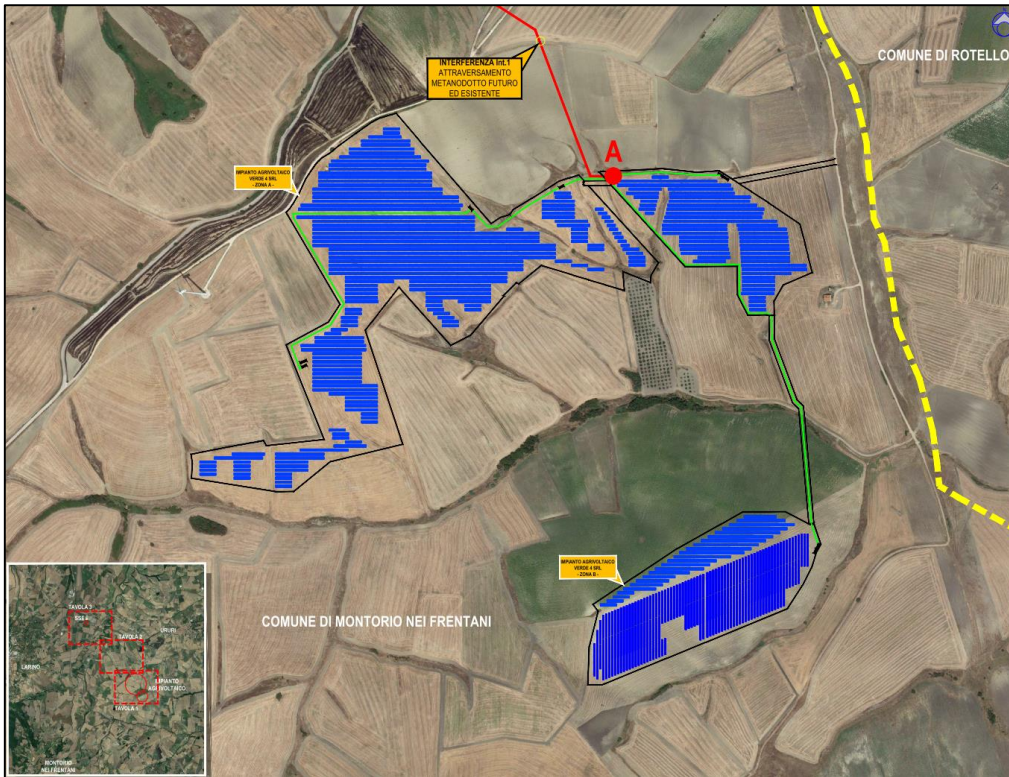 COMUNE DI ROTELLO
INTERFERENZA Int.1
ATTRAVERSAMENTO
METANODOTTO FUTURO
ED ESISTENTE
A
IMPIANTO AGRIVOLTAICO
VERDE 4 SRL
- ZONA A -
IMPIANTO AGRIVOLTAICO
VERDE 4 SRL
- ZONA B -
COMUNE DI MONTORIO NEI FRENTANI
TAVOLA 3
TAVOLA 2
URURI
LARINO
IMPIANTO
AGRIVOLTAICO
TAVOLA 1
MONTORIO
NEI FRENTANI